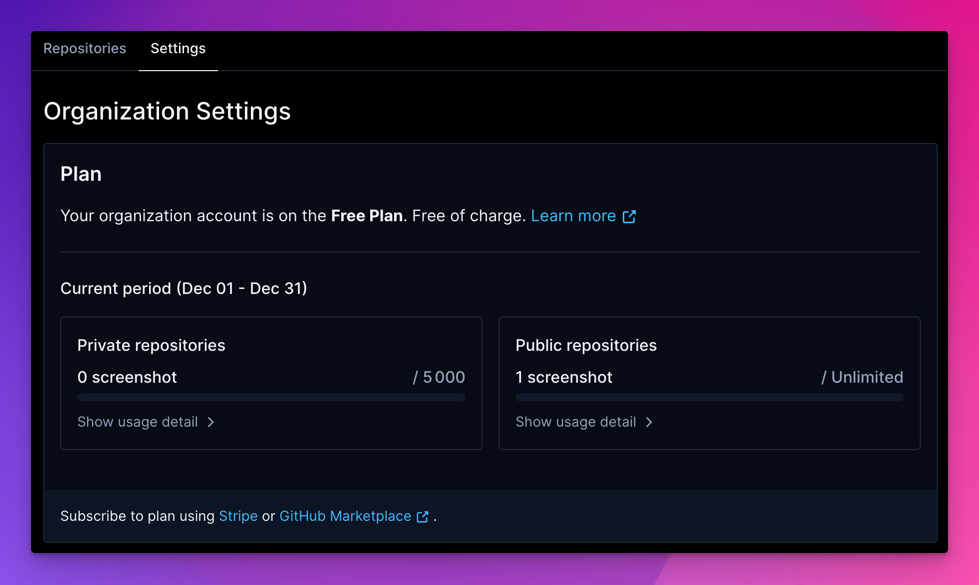 Repositories Settings
Organization Settings
Plan
Your organization account is on the Free Plan. Free of charge. Learn more
Current period (Dec 01 - Dec 31)
Private repositories
0 screenshot / 5 000
Show usage detail
Public repositories
1 screenshot / Unlimited
Show usage detail
Subscribe to plan using Stripe or GitHub Marketplace .